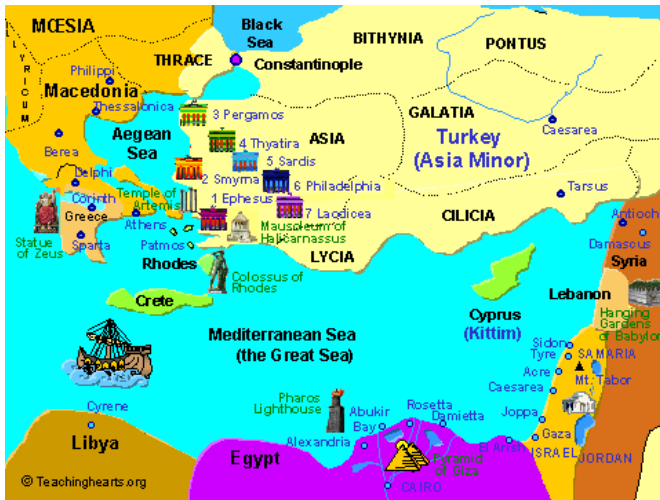 MŒSIA
Black
Sea
BITHYNIA
PONTUS
ILLYRICUM
THRACE
Constantinople
Philippi
Macedonia
Thessalonica
3 Pergamos
GALATIA
Caesarea
Aegean
Sea
4 Thyatira
ASIA
Turkey
(Asia Minor)
Berea
5 Sardis
Delphi
2 Smyrna
6 Philadelphia
Tarsus
Corinth
Temple of
Artemis
1 Ephesus
7 Laodicea
CILICIA
Antioch
Greece
Athens
Mausoleum of
Halicarnassus
Statue
of Zeus
Sparta
Patmos
Damascus
Syria
Rhodes
LYCIA
Colossus of
Rhodes
Lebanon
Crete
Cyprus
(Kittim)
Hanging
Gardens
of Babylon
Mediterranean Sea
(the Great Sea)
Sidon
Tyre
SAMARIA
Acre
Mt. Tabor
Caesarea
Pharos
Lighthouse
Cyrene
Abukir
Bay
Rosetta
Damietta
Joppa
Libya
Alexandria
Gaza
El Arish
ISRAEL
JORDAN
Egypt
Pyramid
of Giza
CAIRO
© Teachinghearts.org